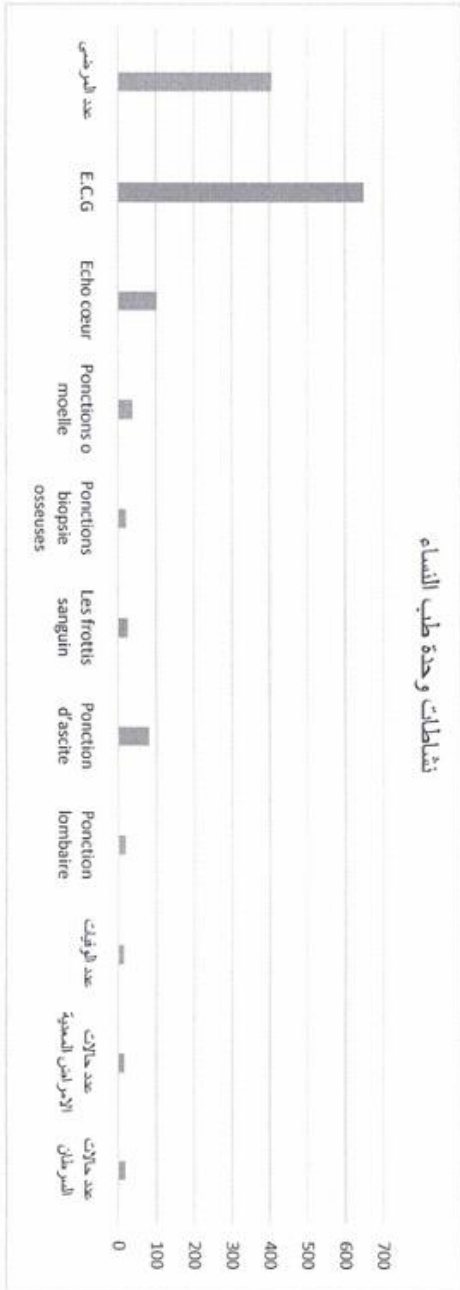 نشاطات وحدة طب النساء
700
600
500
400
300
200
100
0
عدد المرضى
E.C.G
Echo cœur
Ponctions o
moelle
Ponctions
biopsie
osseuses
Les frottis
sanguin
Ponction
d'ascite
Ponction
lombaire
عدد الوفيات
عدد حالات
الامراض المعدية
عدد حالات
السرطان